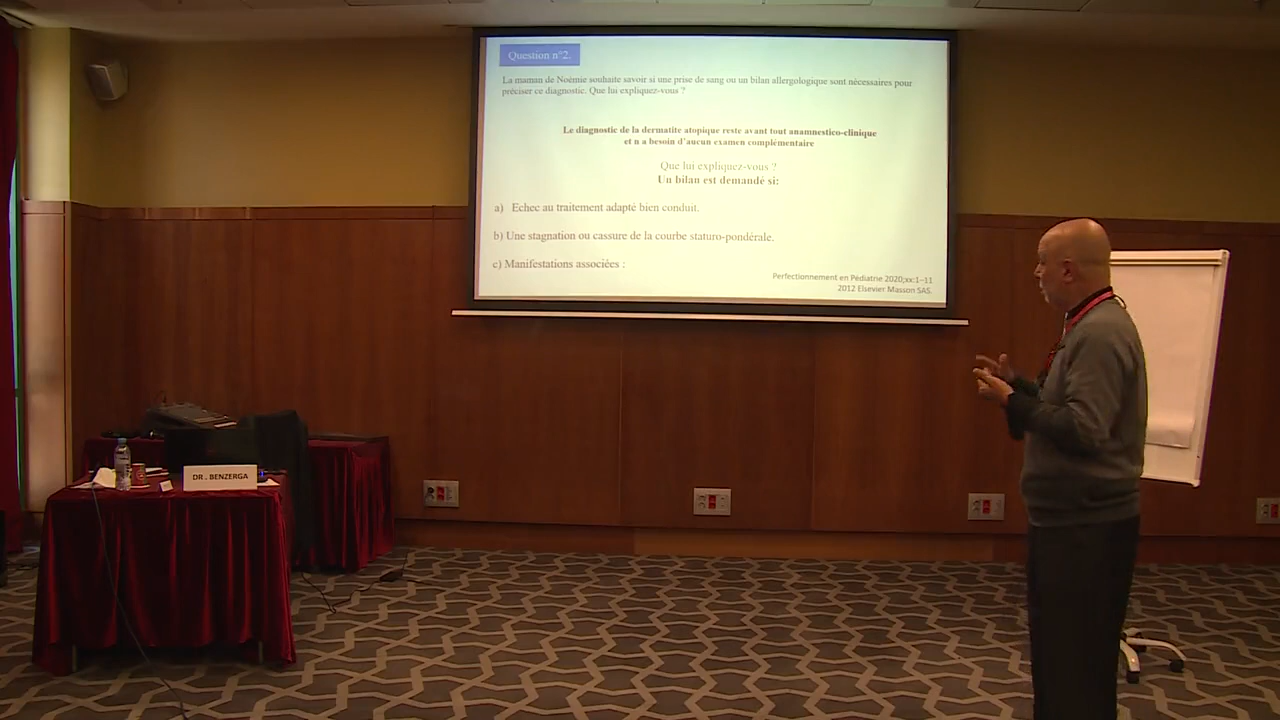 Question n°2.
La maman de Noémie souhaite savoir si une prise de sang ou un bilan allergologique sont nécessaires pour
préciser ce diagnostic. Que lui expliquez-vous ?
Le diagnostic de la dermatite atopique reste avant tout anamnestico-clinique
et n a besoin d'aucun examen complémentaire
Que lui expliquez-vous ?
Un bilan est demandé si:
a) Echec au traitement adapté bien conduit.
b) Une stagnation ou cassure de la courbe staturo-pondérale.
c) Manifestations associées :
Perfectionnement en Pédiatrie 2020;xx:1–11
2012 Elsevier Masson SAS.
DR . BENZERGA